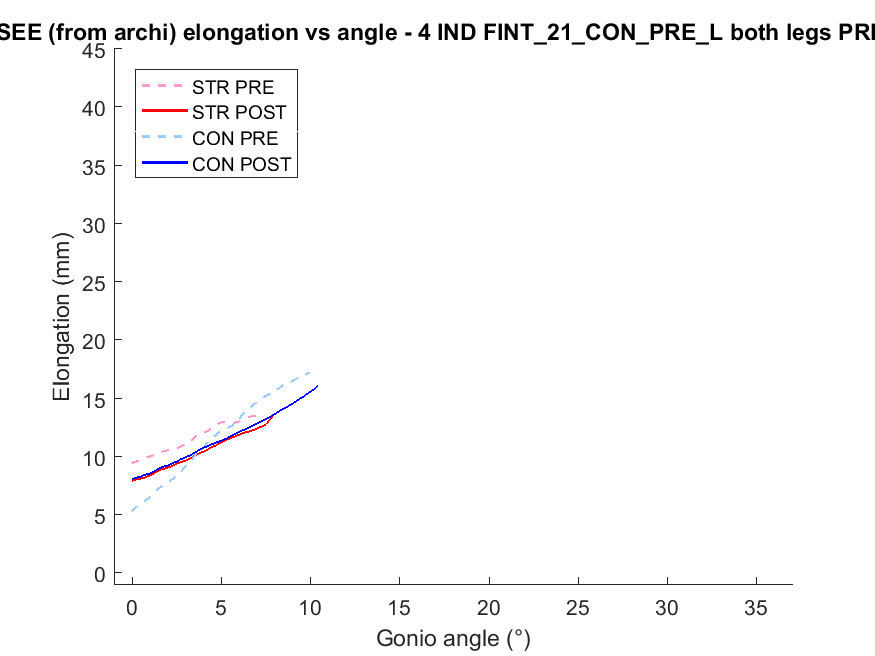 SEE (from archi) elongation vs angle - 4 IND FINT_21_CON_PRE_L both legs PRE
45
40
35
30
25
20
15
10
5
0
Elongation (mm)
STR PRE
STR POST
CON PRE
CON POST
0 5 10 15 20 25 30 35
Gonio angle (°)